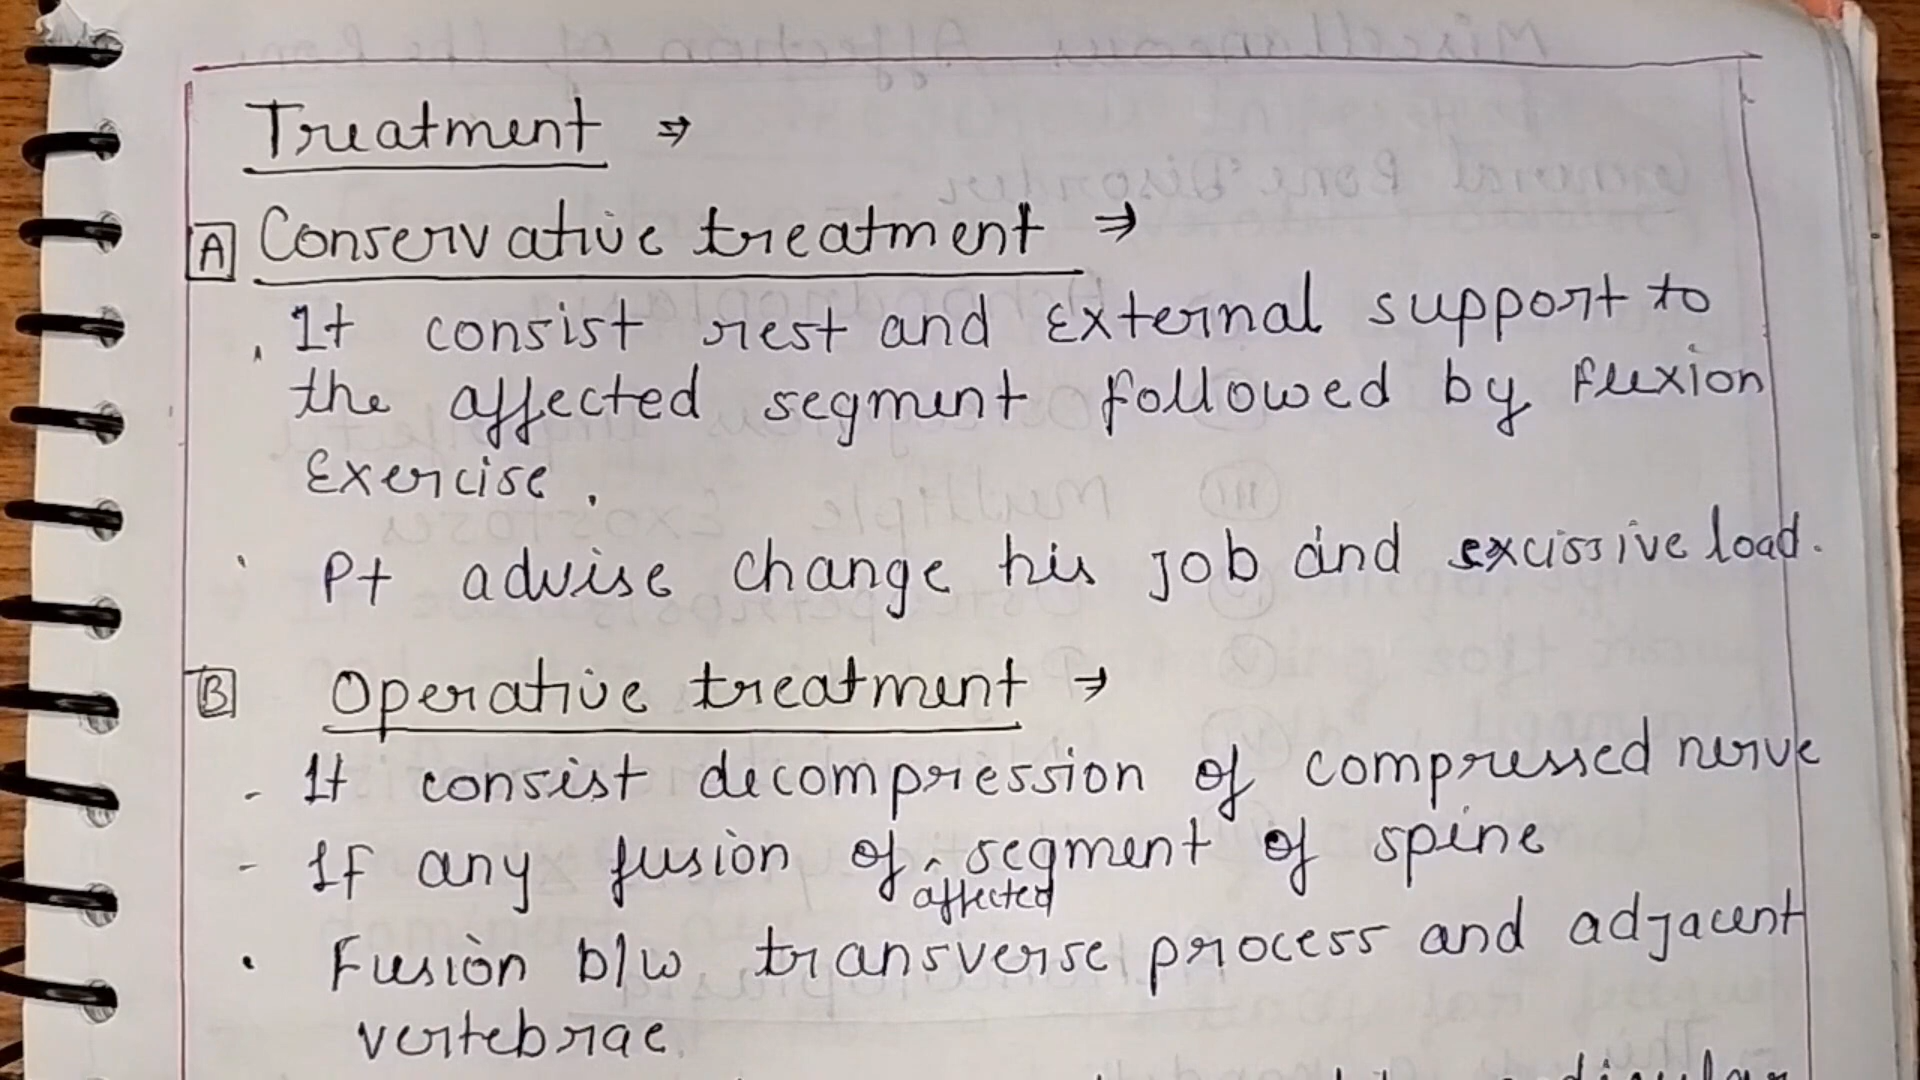 Treatment ⇒
A Conservative treatment ⇒
. It consist rest and External support to
the affected segment followed by flexion
Exercise.
. Pt advise change his job and excissive load.
B Operative treatment ⇒
- It consist decompression of compressed nerve
- If any fusion of ^ segment of spine
affected
. Fusion b/w transverse process and adjacent
vertebrae.